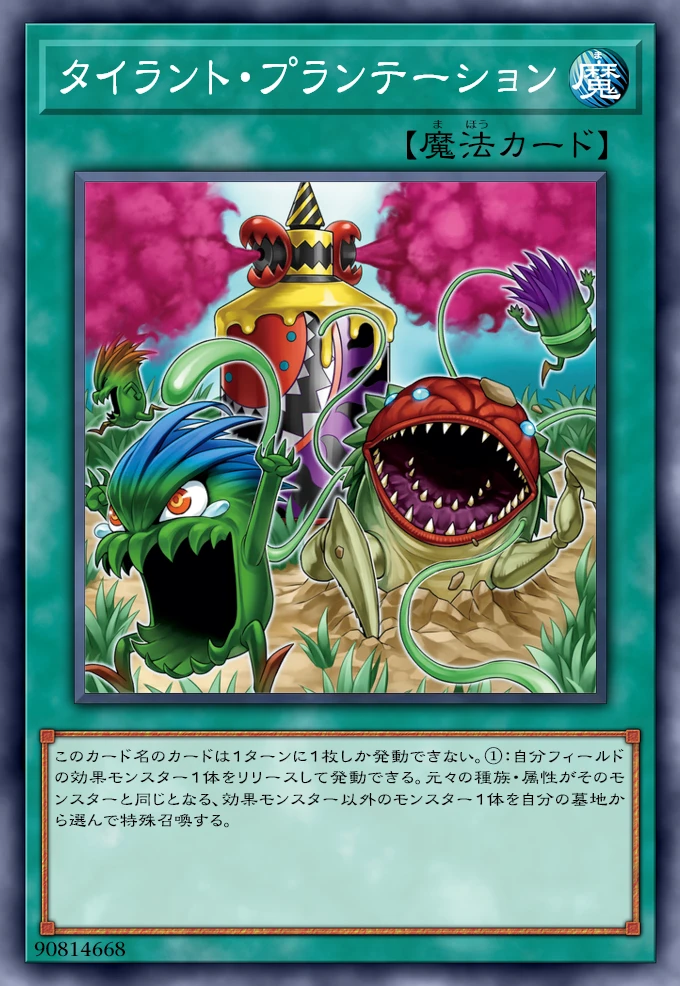 タイラント・プランテーション
魔
ま
ま ほう
【魔法カード】
このカード名のカードは1ターンに1枚しか発動できない。①:自分フィールド
の効果モンスター1体をリリースして発動できる。元々の種族・属性がそのモ
ンスターと同じとなる、効果モンスター以外のモンスター1体を自分の墓地か
ら選んで特殊召喚する。
90814668